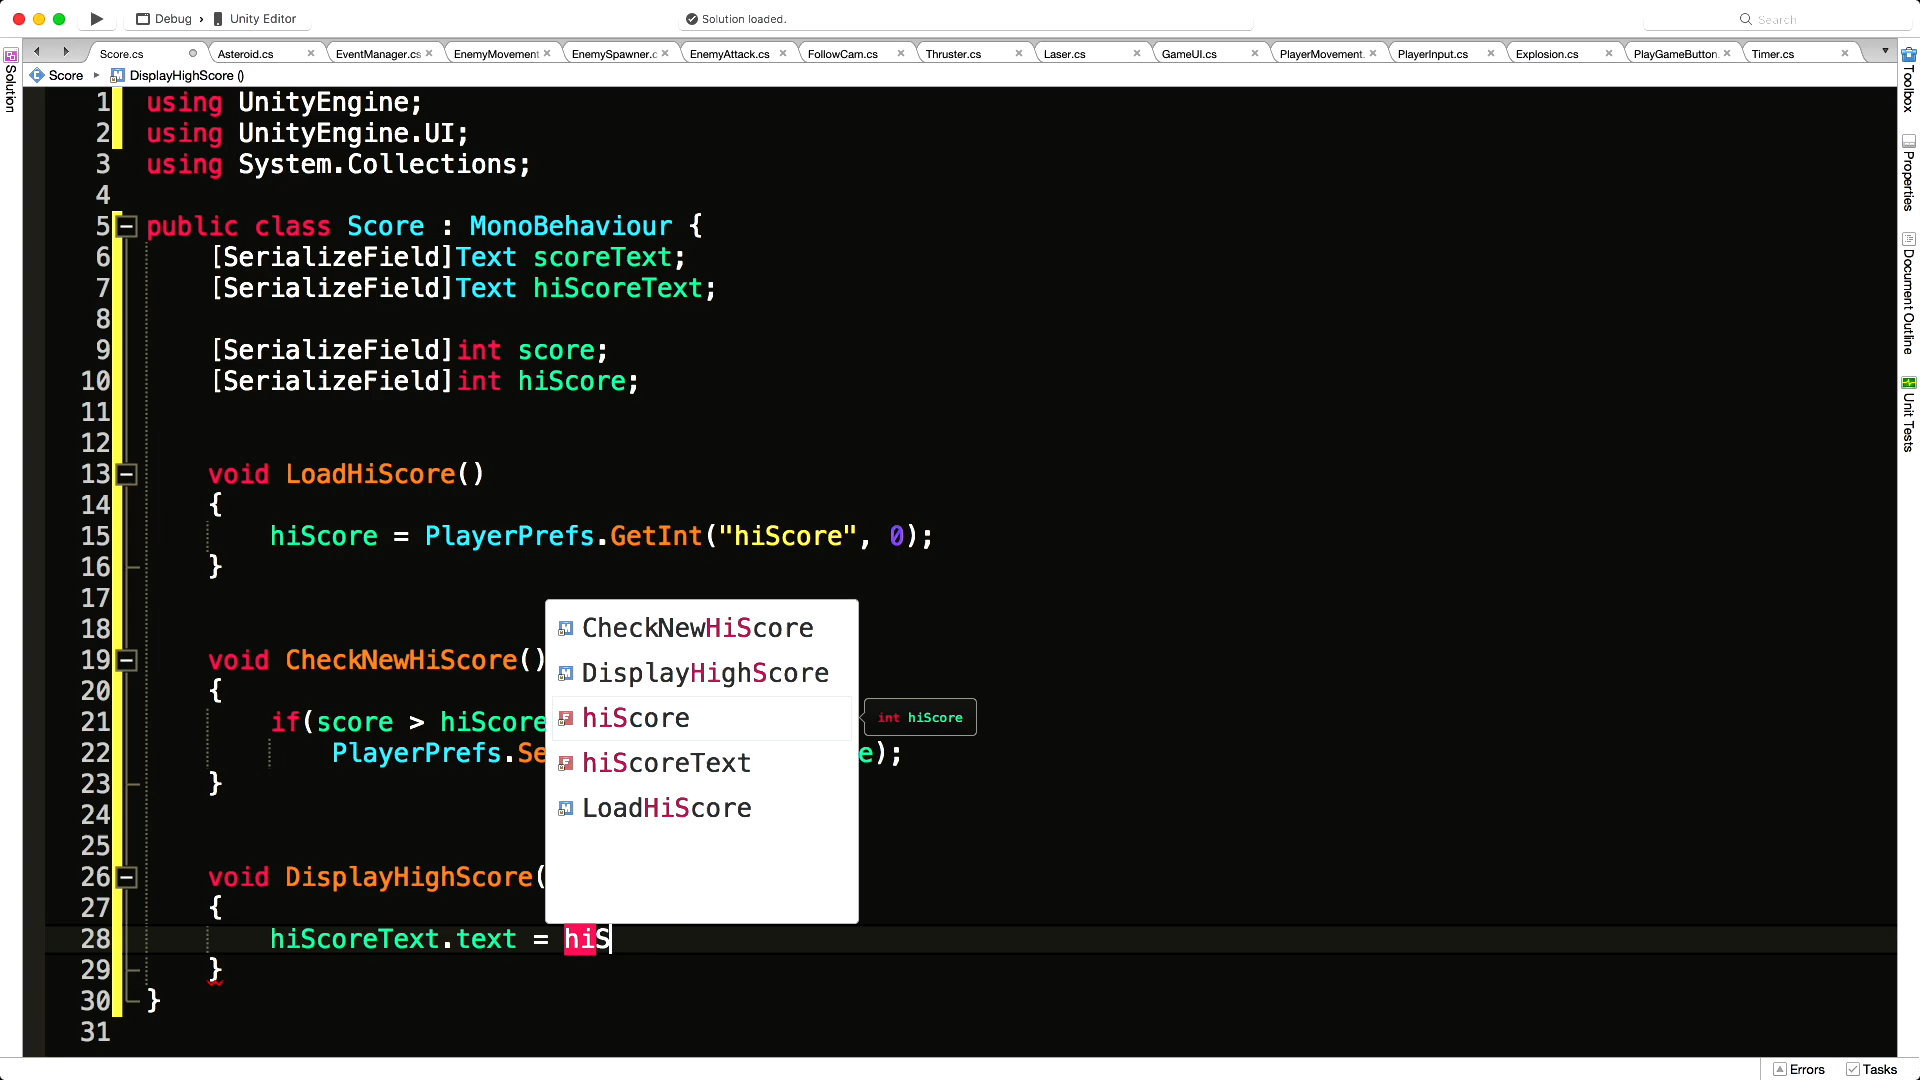 Debug › Unity Editor
Solution loaded.
Search
Score.cs
Asteroid.cs
EventManager.cs
EnemyMovement
EnemySpawner.c
EnemyAttack.cs
FollowCam.cs
Thruster.cs
Laser.cs
GameUI.cs
PlayerMovement.
PlayerInput.cs
Explosion.cs
PlayGameButton.
Timer.cs
Score ▸ DisplayHighScore ()
Solution
Toolbox
Properties
Document Outline
Unit Tests
1 using UnityEngine;
2 using UnityEngine.UI;
3 using System.Collections;
4
5 public class Score : MonoBehaviour {
6 [SerializeField]Text scoreText;
7 [SerializeField]Text hiScoreText;
8
9 [SerializeField]int score;
10 [SerializeField]int hiScore;
11
12
13 void LoadHiScore()
14 {
15 hiScore = PlayerPrefs.GetInt("hiScore", 0);
16 }
17
18
19 void CheckNewHiScore()
20 {
21 if(score > hiScore
22 PlayerPrefs.Se e);
23 }
24
25
26 void DisplayHighScore(
27 {
28 hiScoreText.text = hiS
29 }
30 }
31
CheckNewHiScore
DisplayHighScore
hiScore
hiScoreText
LoadHiScore
int hiScore
Errors
Tasks